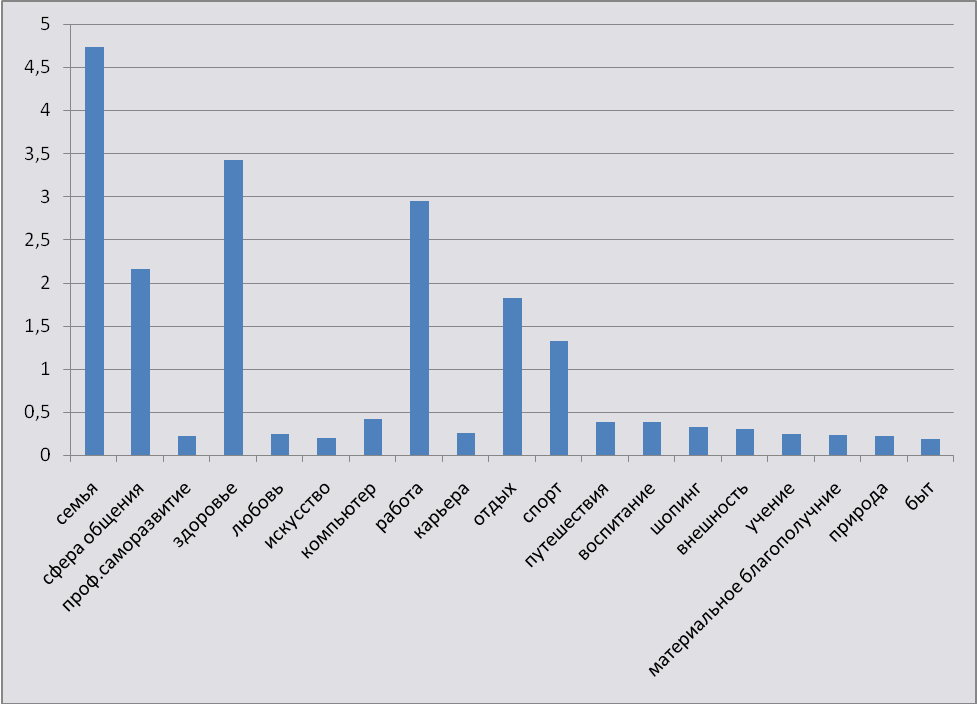 5
4,5
4
3,5
3
2,5
2
1,5
1
0,5
0
семья
сфера общения
проф.саморазвитие
здоровье
любовь
искусство
компьютер
работа
карьера
отдых
спорт
путешествия
воспитание
шопинг
внешность
учение
материальное благополучние
природа
быт